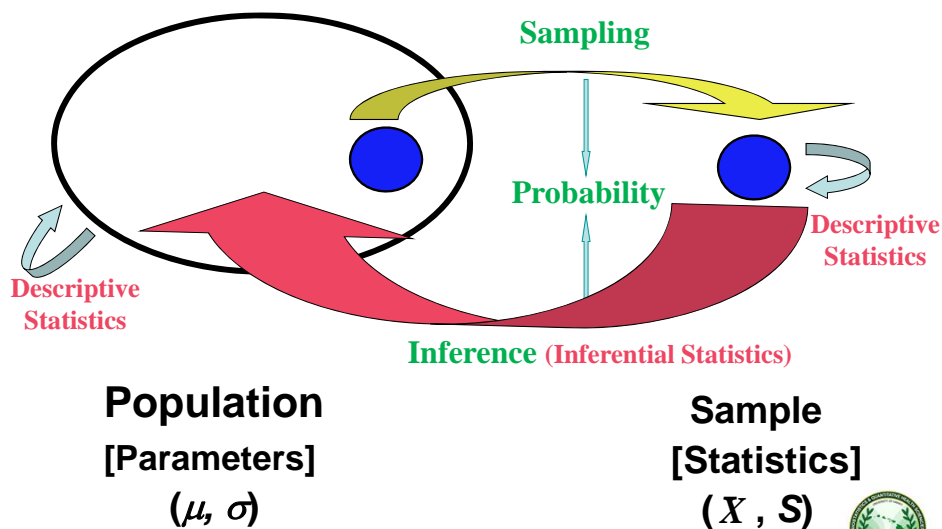 Sampling
Probability
Descriptive
Statistics
Descriptive
Statistics
Inference (Inferential Statistics)
Population
[Parameters]
(μ, σ)
Sample
[Statistics]
(X , S)